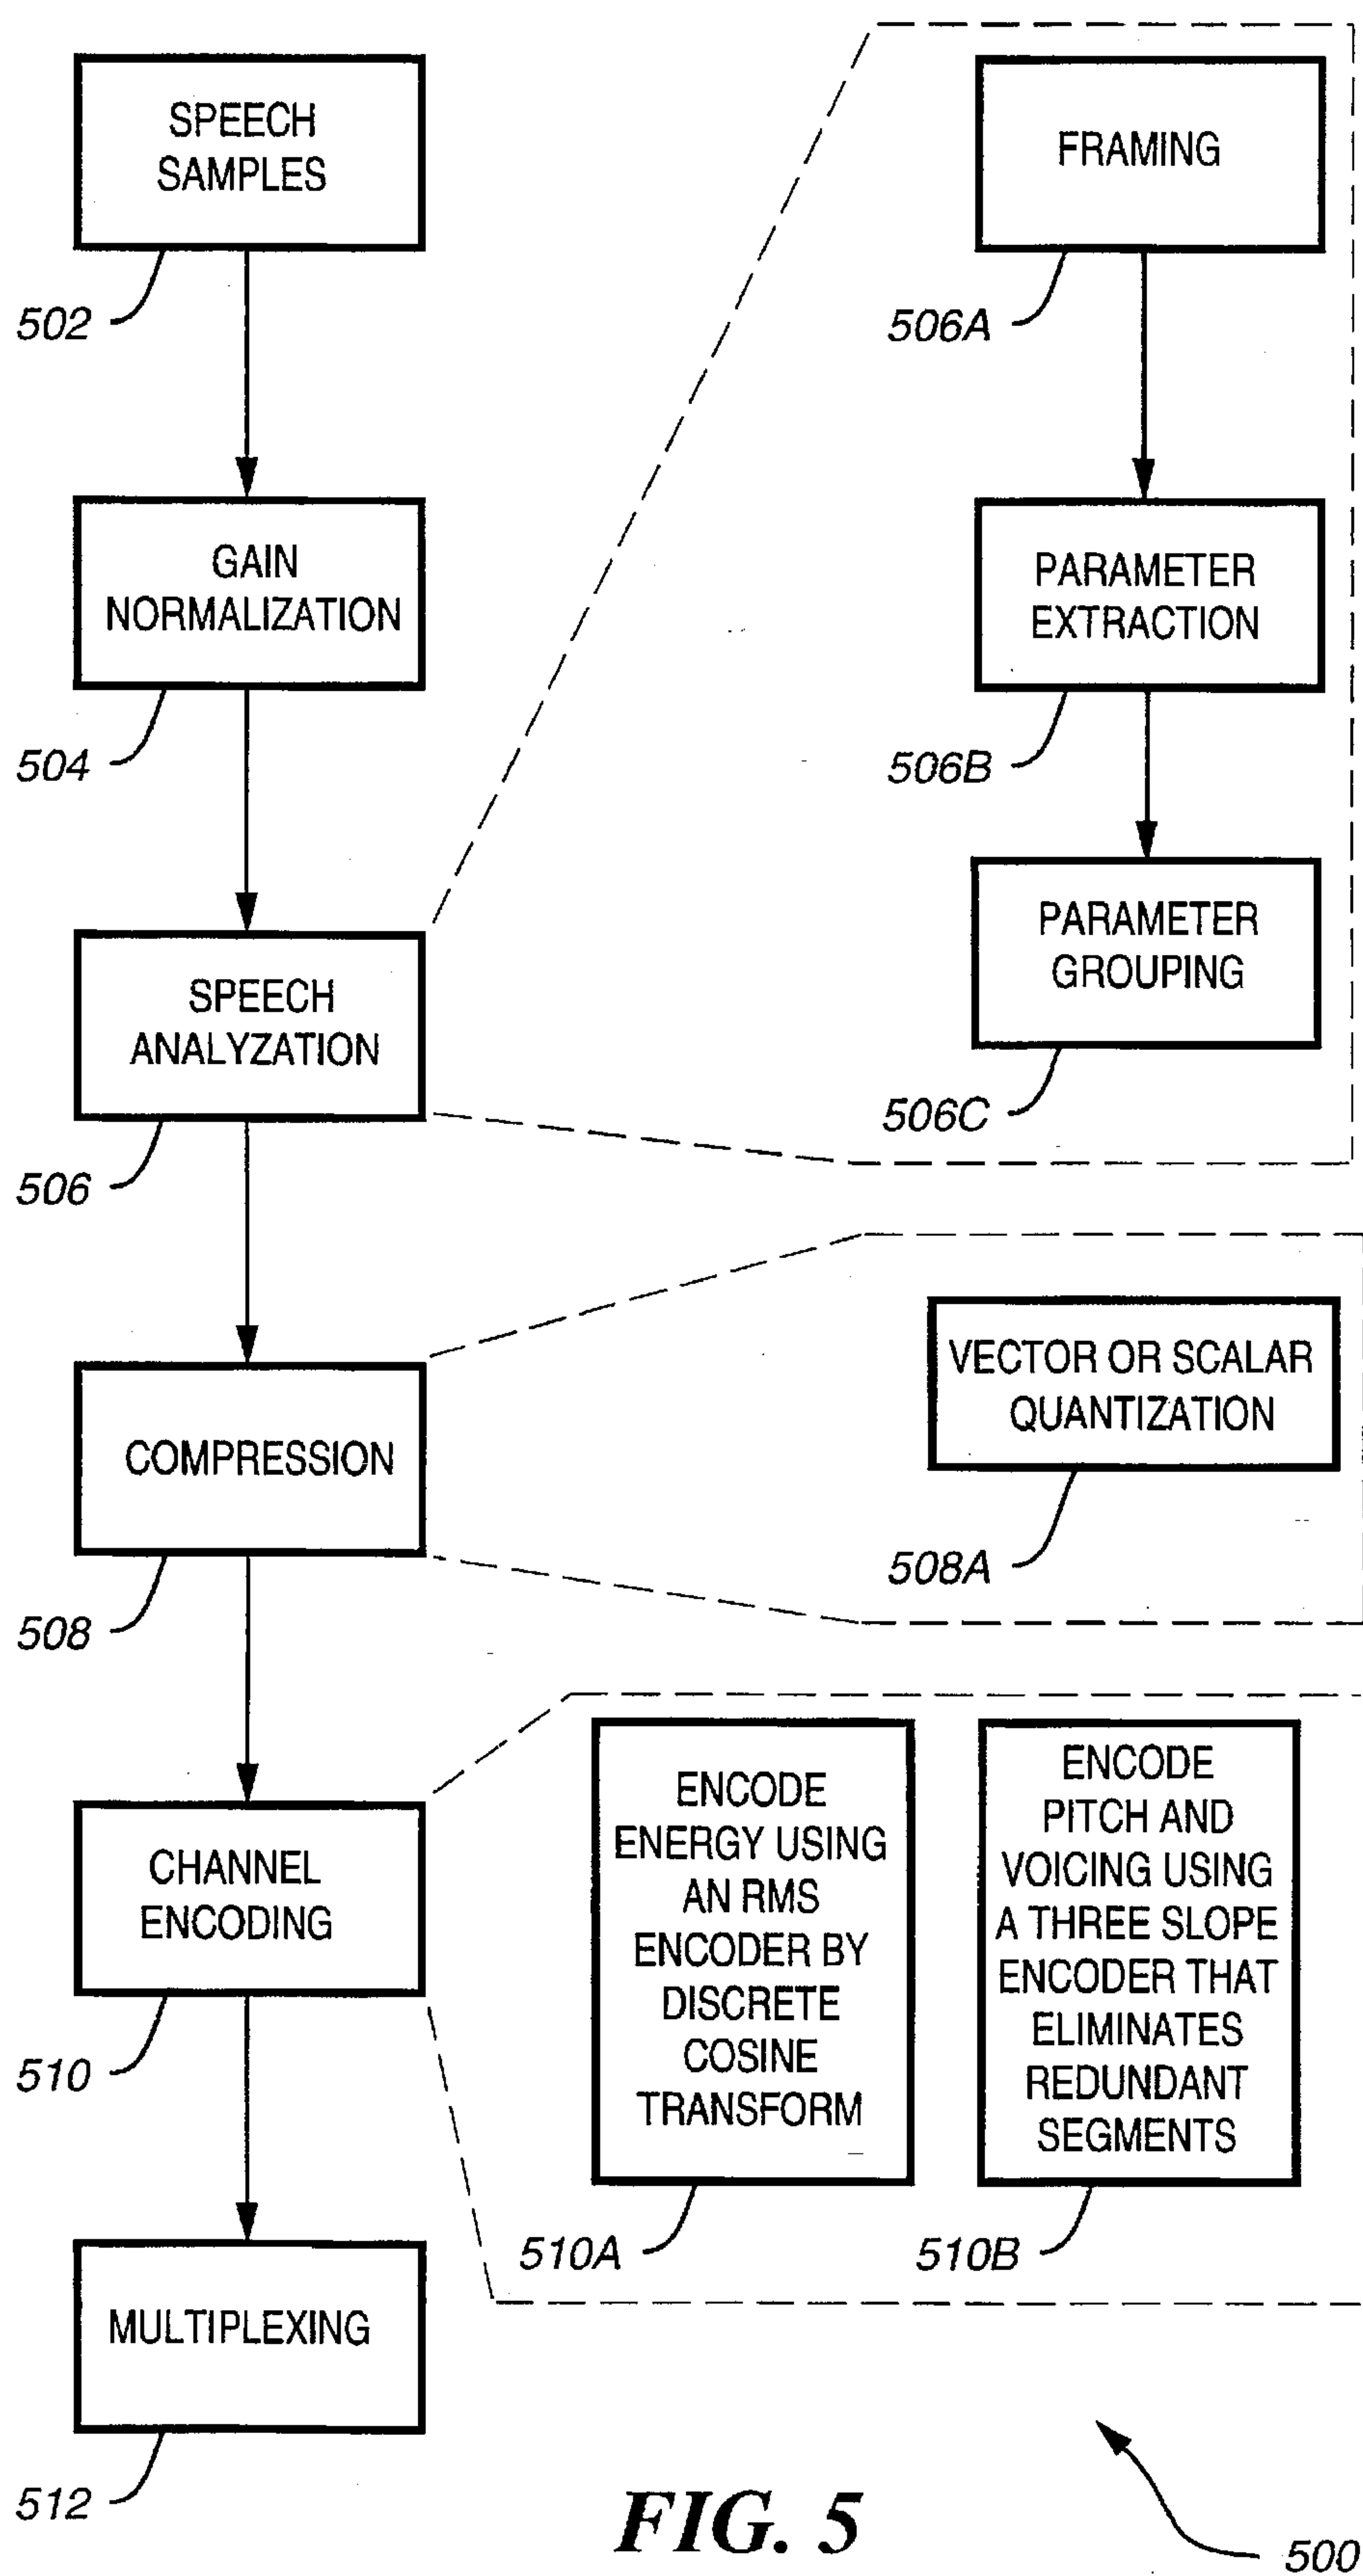 SPEECH
SAMPLES
502
GAIN
NORMALIZATION
504
SPEECH
ANALYZATION
506
COMPRESSION
508
CHANNEL
ENCODING
510
MULTIPLEXING
512
FRAMING
506A
PARAMETER
EXTRACTION
506B
PARAMETER
GROUPING
506C
VECTOR OR SCALAR
QUANTIZATION
508A
ENCODE
ENERGY USING
AN RMS
ENCODER BY
DISCRETE
COSINE
TRANSFORM
510A
ENCODE
PITCH AND
VOICING USING
A THREE SLOPE
ENCODER THAT
ELIMINATES
REDUNDANT
SEGMENTS
510B
FIG. 5
500